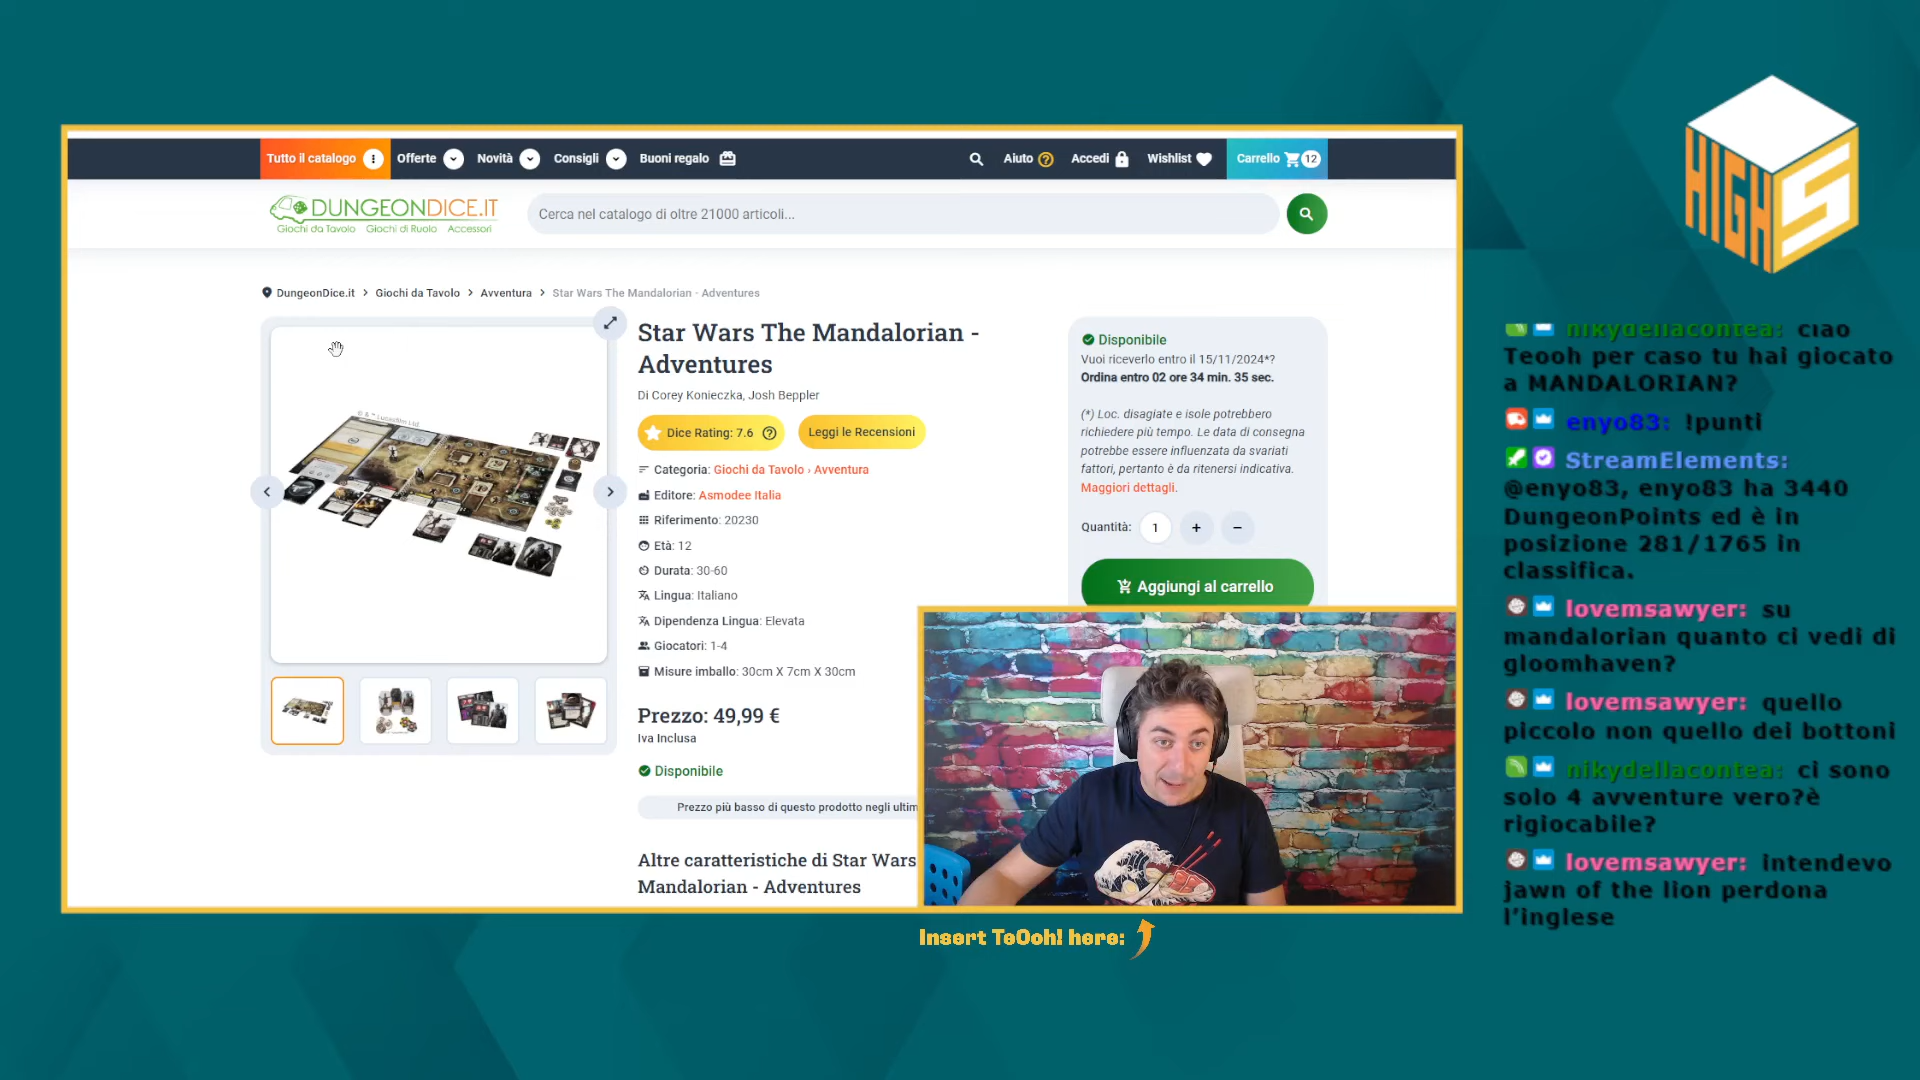 Tutto il catalogo
Offerte
Novità
Consigli
Buoni regalo
Aiuto
Accedi
Wishlist
Carrello 12
DUNGEONDICE.IT
Giochi da Tavolo Giochi di Ruolo Accessori
Cerca nel catalogo di oltre 21000 articoli...
DungeonDice.it > Giochi da Tavolo > Avventura > Star Wars The Mandalorian - Adventures
Star Wars The Mandalorian -
Adventures
Di Corey Konieczka, Josh Beppler
Dice Rating: 7.6
Leggi le Recensioni
Categoria: Giochi da Tavolo › Avventura
Editore: Asmodee Italia
Riferimento: 20230
Età: 12
Durata: 30-60
Lingua: Italiano
Dipendenza Lingua: Elevata
Giocatori: 1-4
Misure imballo: 30cm X 7cm X 30cm
Prezzo: 49,99 €
Iva Inclusa
Disponibile
Prezzo più basso di questo prodotto negli ultim
Altre caratteristiche di Star Wars
Mandalorian - Adventures
Disponibile
Vuoi riceverlo entro il 15/11/2024*?
Ordina entro 02 ore 34 min. 35 sec.
(*) Loc. disagiate e isole potrebbero
richiedere più tempo. Le data di consegna
potrebbe essere influenzata da svariati
fattori, pertanto è da ritenersi indicativa.
Maggiori dettagli.
Quantità: 1 + −
Aggiungi al carrello
Insert TeOoh! here:
HIGH5
nikydellacontea: ciao
Teooh per caso tu hai giocato
a MANDALORIAN?
enyo83: !punti
StreamElements:
@enyo83, enyo83 ha 3440
DungeonPoints ed è in
posizione 281/1765 in
classifica.
lovemsawyer: su
mandalorian quanto ci vedi di
gloomhaven?
lovemsawyer: quello
piccolo non quello dei bottoni
nikydellacontea: ci sono
solo 4 avventure vero?è
rigiocabile?
lovemsawyer: intendevo
jawn of the lion perdona
l'inglese